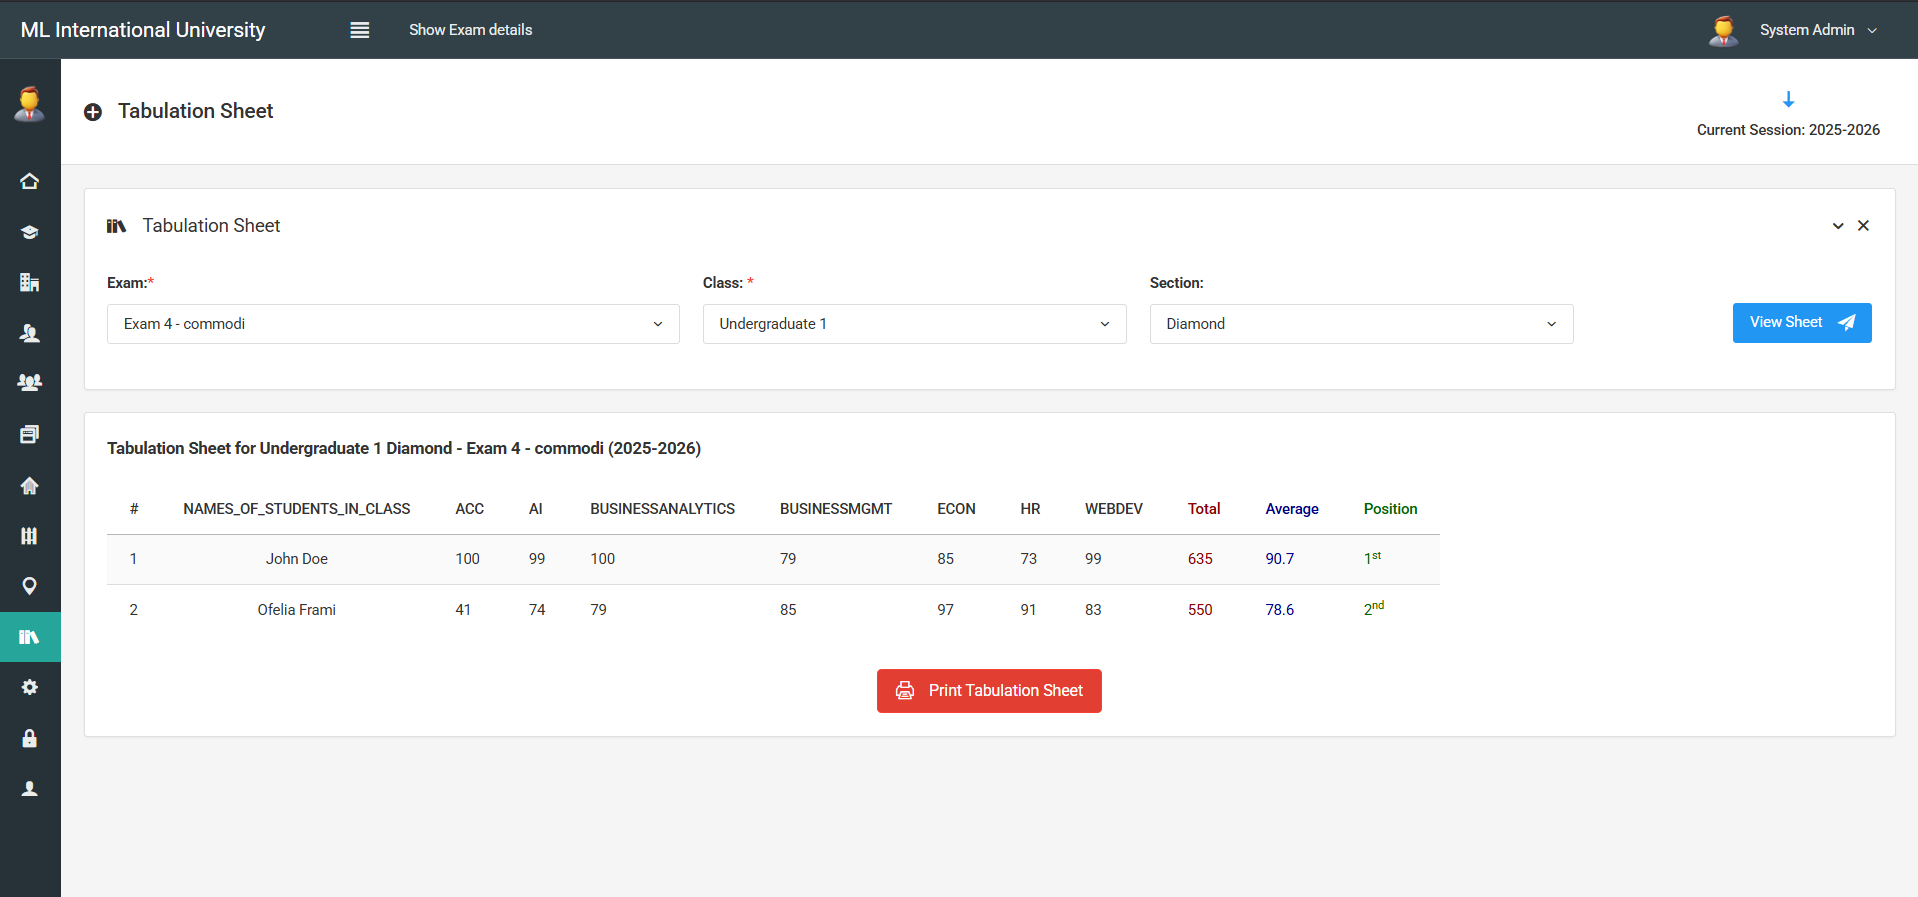 ML International University
Show Exam details
System Admin
Tabulation Sheet
Current Session: 2025-2026
Tabulation Sheet
Exam:* Class: * Section:
Exam 4 - commodi Undergraduate 1 Diamond View Sheet
Tabulation Sheet for Undergraduate 1 Diamond - Exam 4 - commodi (2025-2026)
# NAMES_OF_STUDENTS_IN_CLASS ACC AI BUSINESSANALYTICS BUSINESSMGMT ECON HR WEBDEV Total Average Position
1 John Doe 100 99 100 79 85 73 99 635 90.7 1st
2 Ofelia Frami 41 74 79 85 97 91 83 550 78.6 2nd
Print Tabulation Sheet